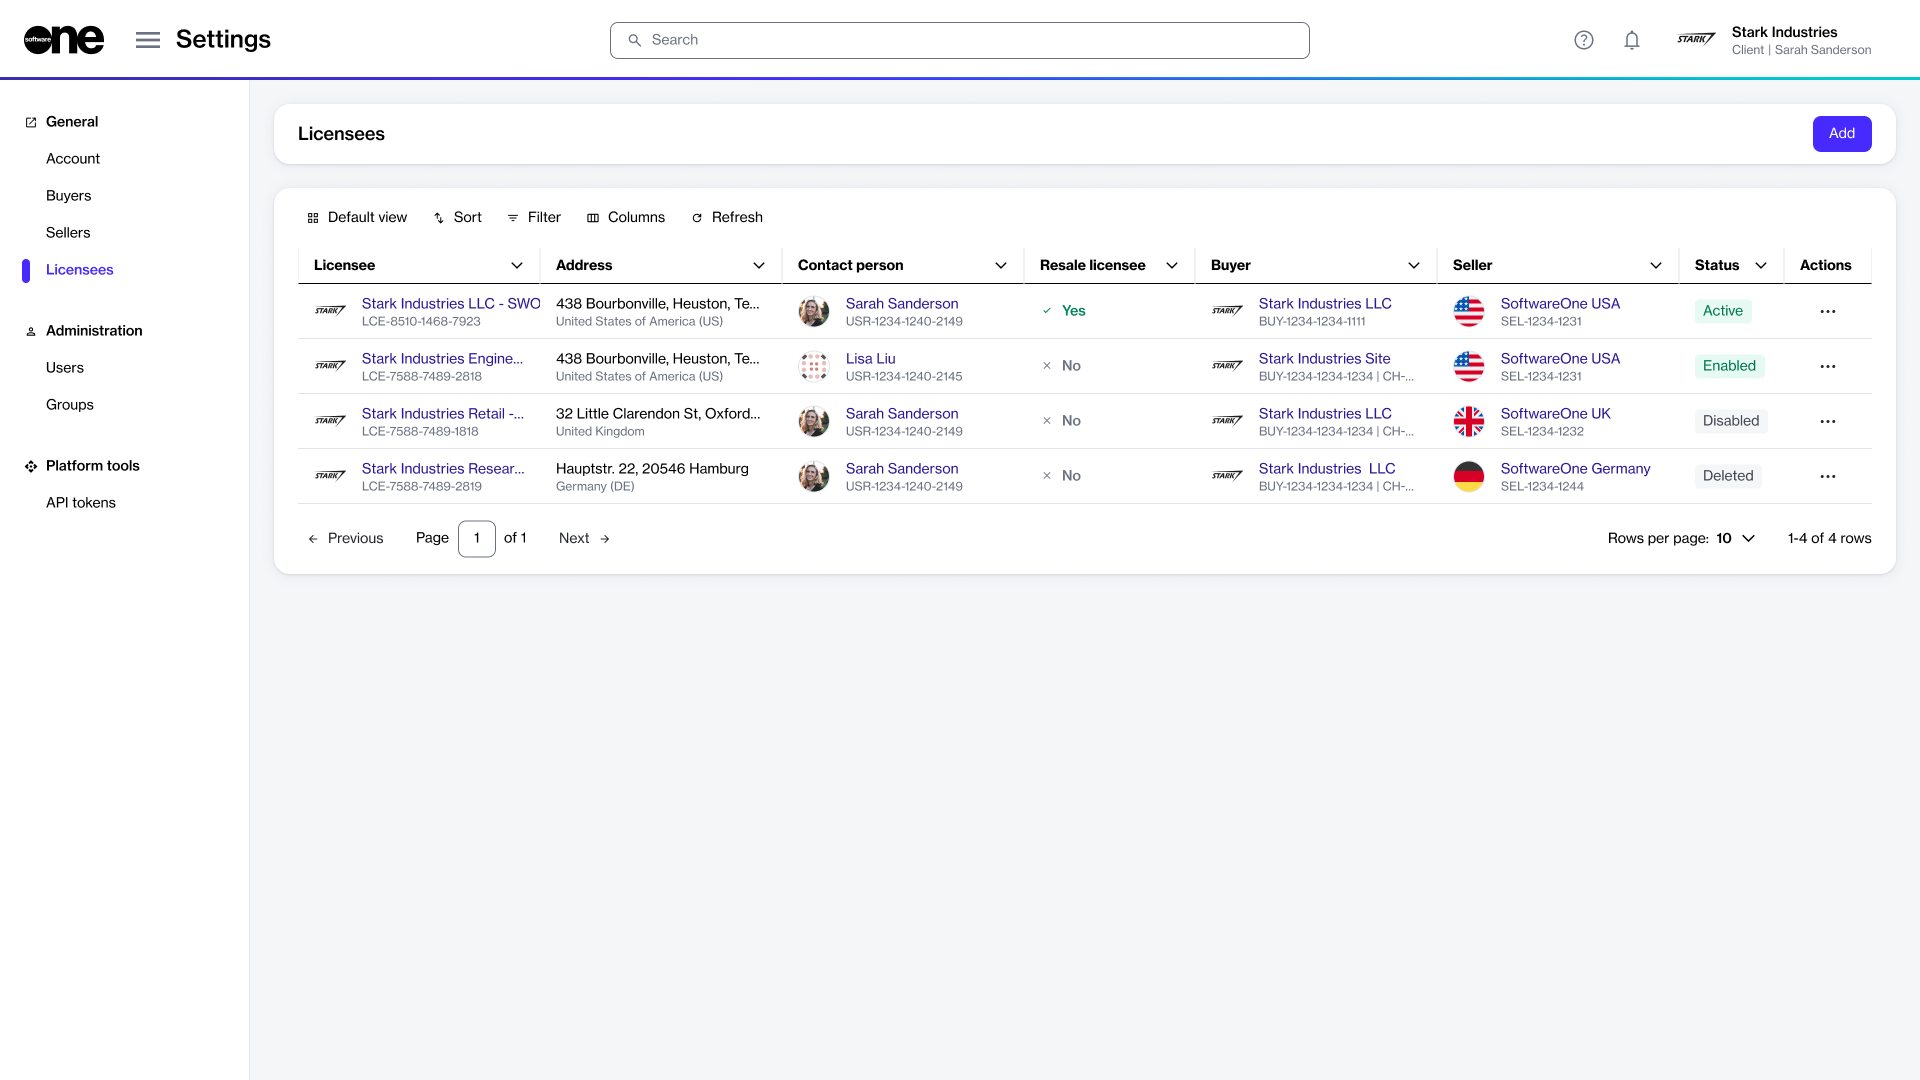 software one
Settings
Search
Stark Industries
Client | Sarah Sanderson
General
Account
Buyers
Sellers
Licensees
Administration
Users
Groups
Platform tools
API tokens
Licensees
Add
Default view Sort Filter Columns Refresh
Licensee Address Contact person Resale licensee Buyer Seller Status Actions
STARK Stark Industries LLC - SWO 438 Bourbonville, Heuston, Te... Sarah Sanderson Yes STARK Stark Industries LLC SoftwareOne USA Active
LCE-8510-1468-7923 United States of America (US) USR-1234-1240-2149 BUY-1234-1234-1111 SEL-1234-1231
STARK Stark Industries Engine... 438 Bourbonville, Heuston, Te... Lisa Liu No STARK Stark Industries Site SoftwareOne USA Enabled
LCE-7588-7489-2818 United States of America (US) USR-1234-1240-2145 BUY-1234-1234-1234 | CH-... SEL-1234-1231
STARK Stark Industries Retail -... 32 Little Clarendon St, Oxford... Sarah Sanderson No STARK Stark Industries LLC SoftwareOne UK Disabled
LCE-7588-7489-1818 United Kingdom USR-1234-1240-2149 BUY-1234-1234-1234 | CH-... SEL-1234-1232
STARK Stark Industries Resear... Hauptstr. 22, 20546 Hamburg Sarah Sanderson No STARK Stark Industries LLC SoftwareOne Germany Deleted
LCE-7588-7489-2819 Germany (DE) USR-1234-1240-2149 BUY-1234-1234-1234 | CH-... SEL-1234-1244
Previous Page 1 of 1 Next Rows per page: 10 1-4 of 4 rows